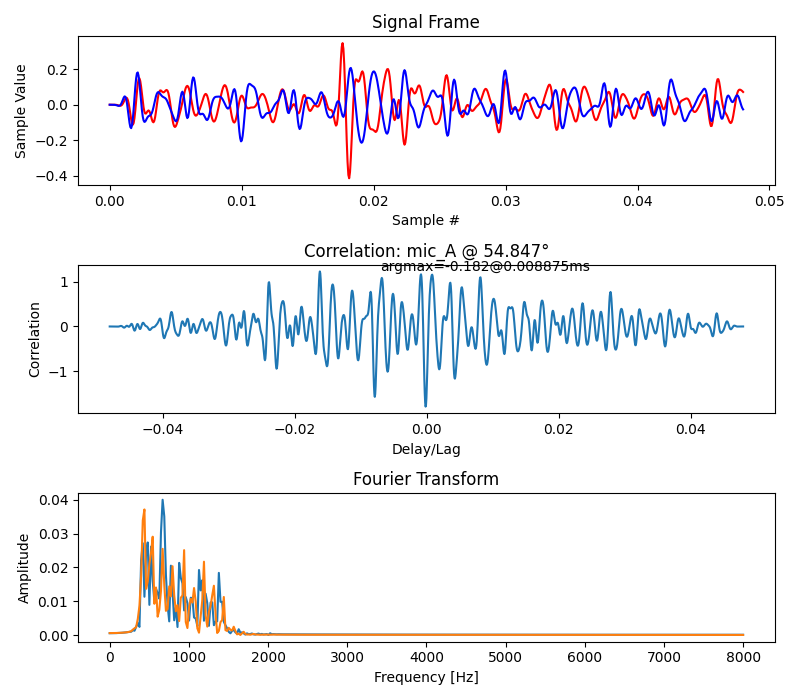 Signal Frame
Sample Value
0.2
0.0
−0.2
−0.4
0.00 0.01 0.02 0.03 0.04 0.05
Sample #
Correlation: mic_A @ 54.847°
argmax=-0.182@0.008875ms
Correlation
1
0
−1
−0.04 −0.02 0.00 0.02 0.04
Delay/Lag
Fourier Transform
Amplitude
0.04
0.03
0.02
0.01
0.00
0 1000 2000 3000 4000 5000 6000 7000 8000
Frequency [Hz]